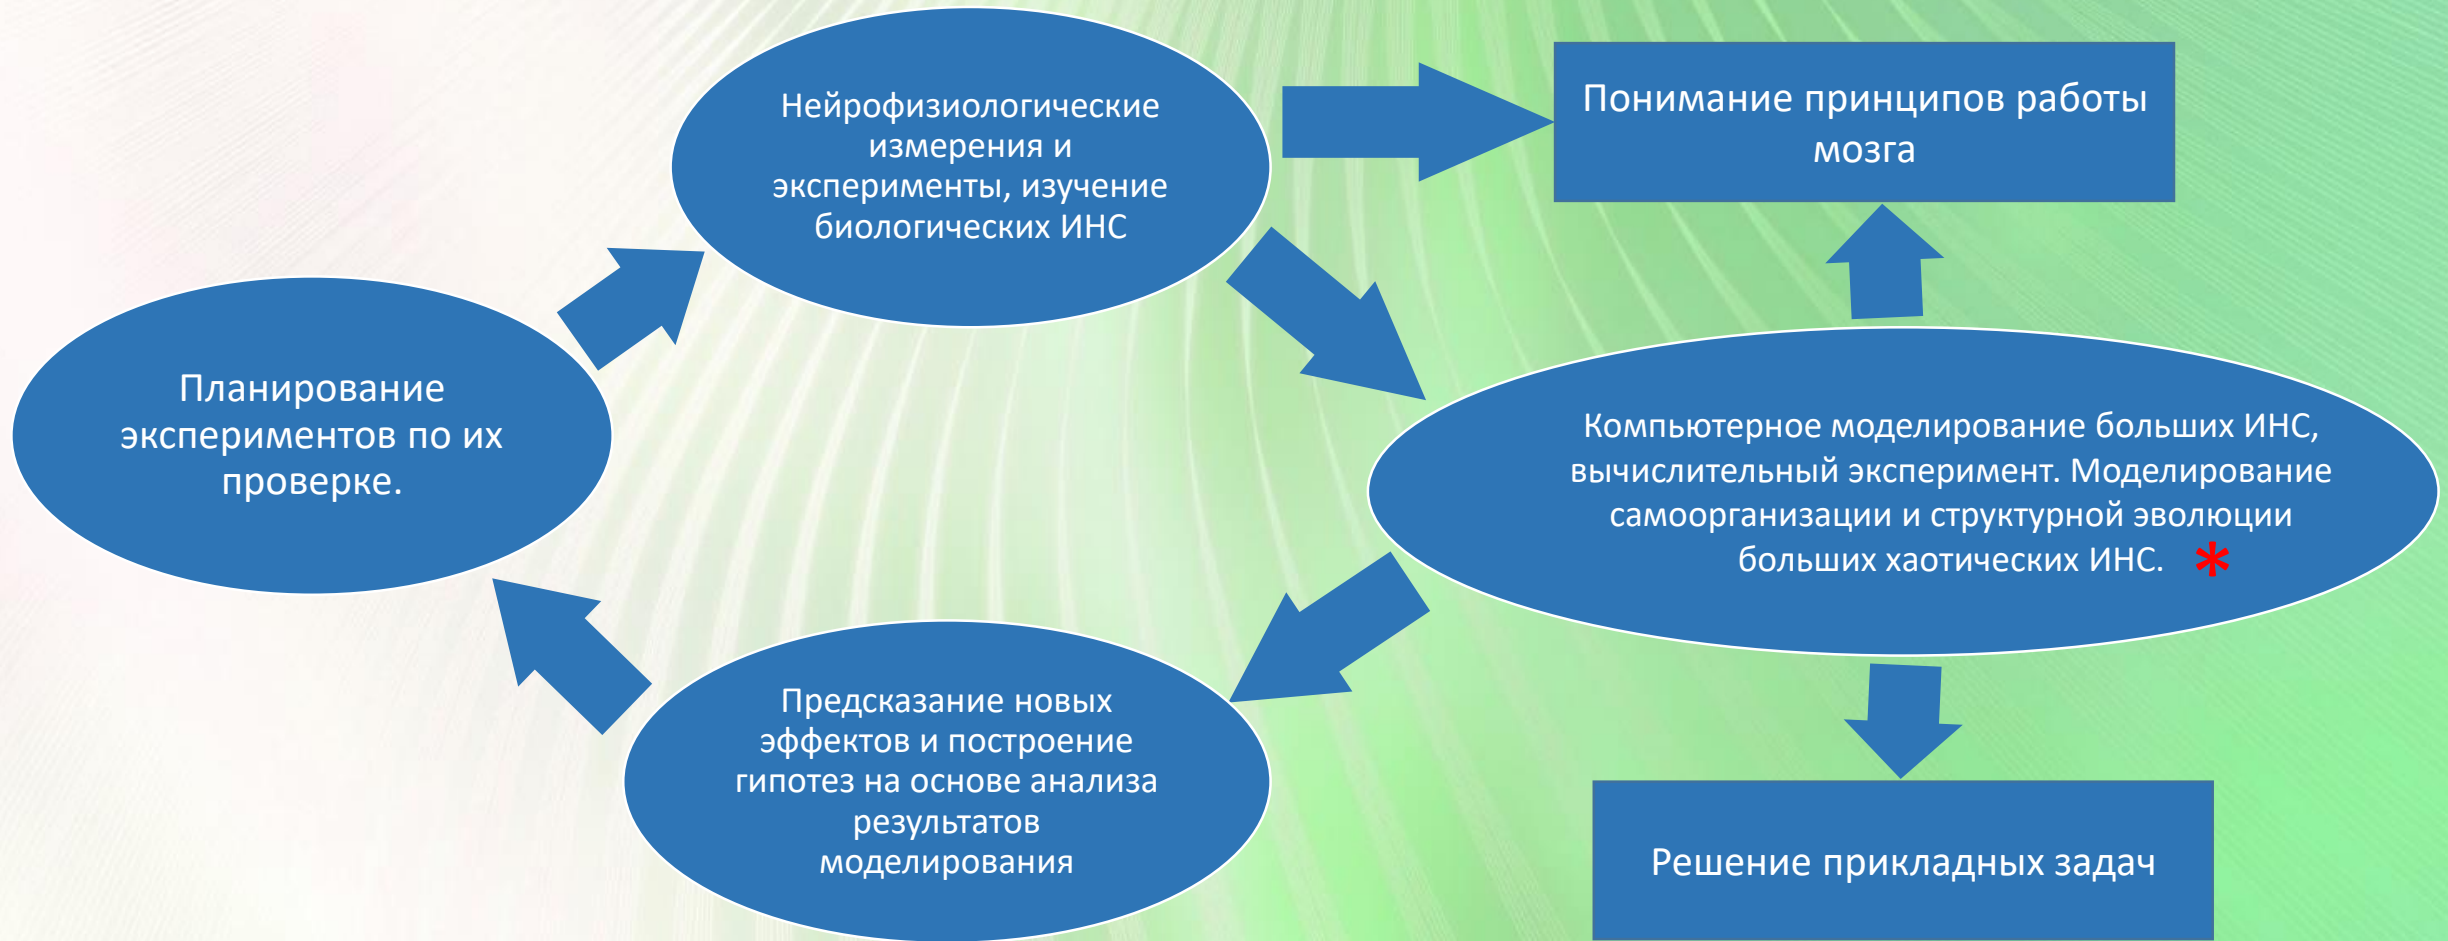 Нейрофизиологические
измерения и
эксперименты, изучение
биологических ИНС
Понимание принципов работы
мозга
Планирование
экспериментов по их
проверке.
Компьютерное моделирование больших ИНС,
вычислительный эксперимент. Моделирование
самоорганизации и структурной эволюции
больших хаотических ИНС. *
Предсказание новых
эффектов и построение
гипотез на основе анализа
результатов
моделирования
Решение прикладных задач